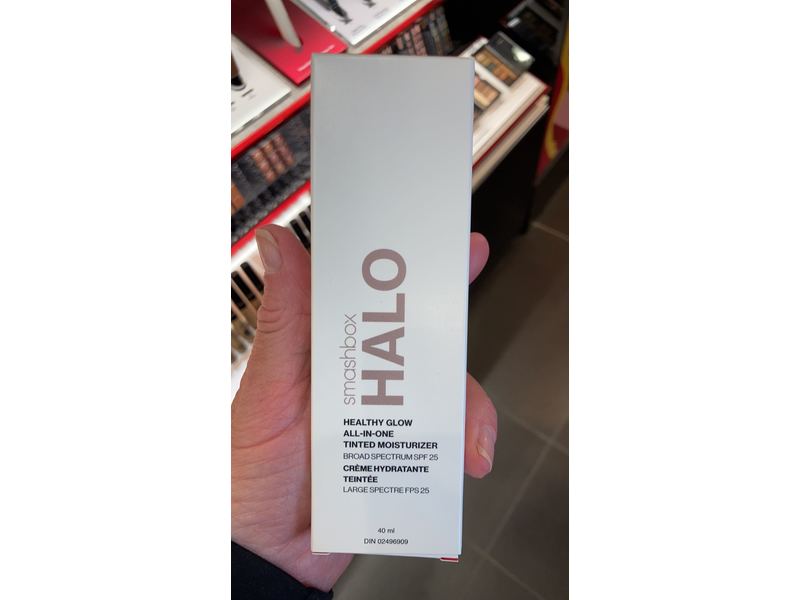 smashbox
HALO
HEALTHY GLOW
ALL-IN-ONE
TINTED MOISTURIZER
BROAD SPECTRUM SPF 25
CRÈME HYDRATANTE
TEINTÉE
LARGE SPECTRE FPS 25
40 ml
DIN 02496909